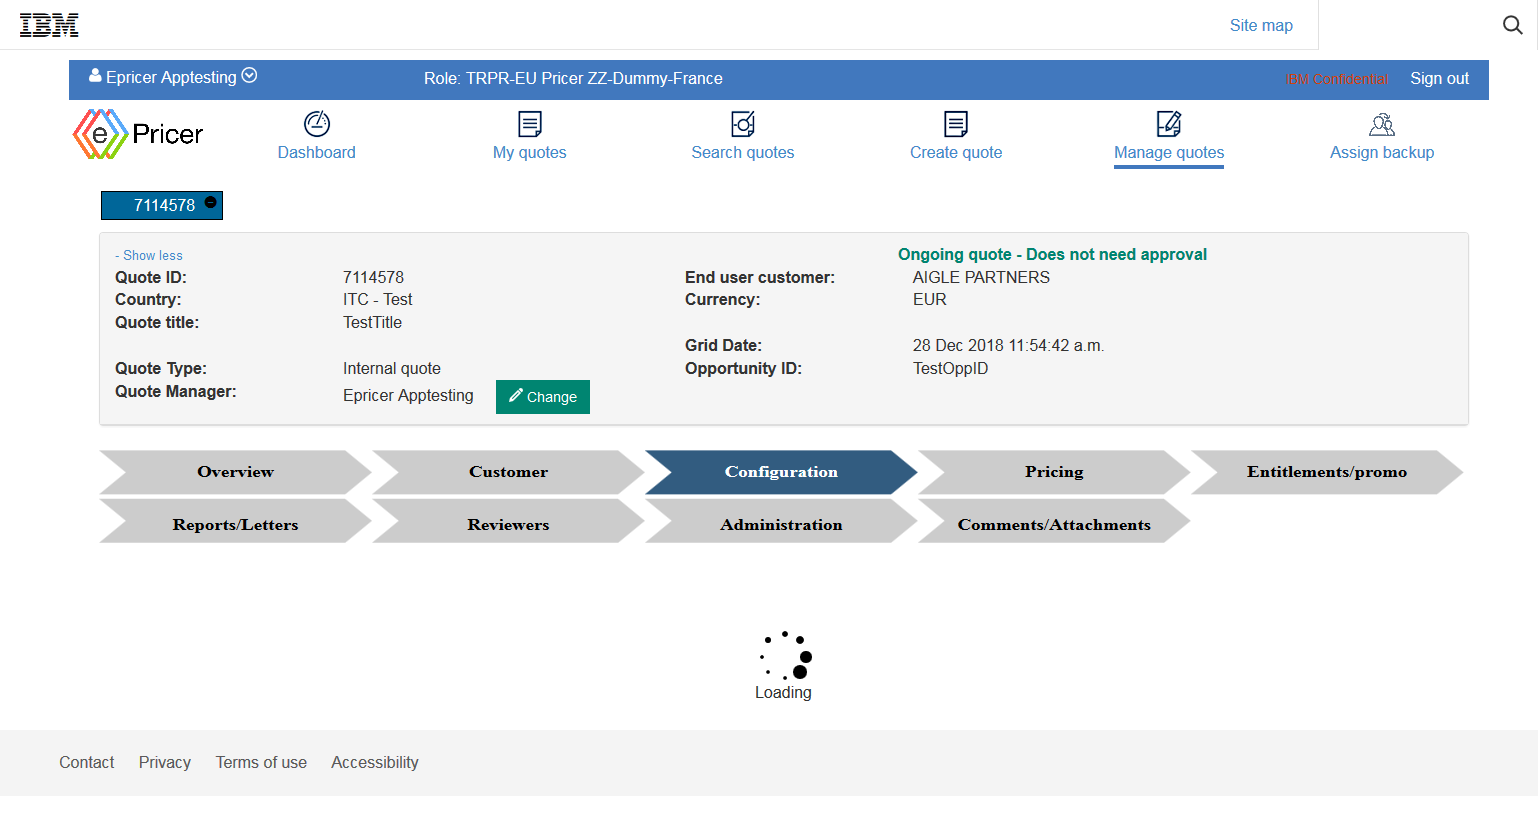 IBM
Site map
Epricer Apptesting
Role: TRPR-EU Pricer ZZ-Dummy-France
IBM Confidential
Sign out
e Pricer
Dashboard
My quotes
Search quotes
Create quote
Manage quotes
Assign backup
7114578
- Show less
Ongoing quote - Does not need approval
Quote ID: 7114578
End user customer: AIGLE PARTNERS
Country: ITC - Test
Currency: EUR
Quote title: TestTitle
Grid Date: 28 Dec 2018 11:54:42 a.m.
Quote Type: Internal quote
Opportunity ID: TestOppID
Quote Manager: Epricer Apptesting
Change
Overview
Customer
Configuration
Pricing
Entitlements/promo
Reports/Letters
Reviewers
Administration
Comments/Attachments
Loading
Contact
Privacy
Terms of use
Accessibility